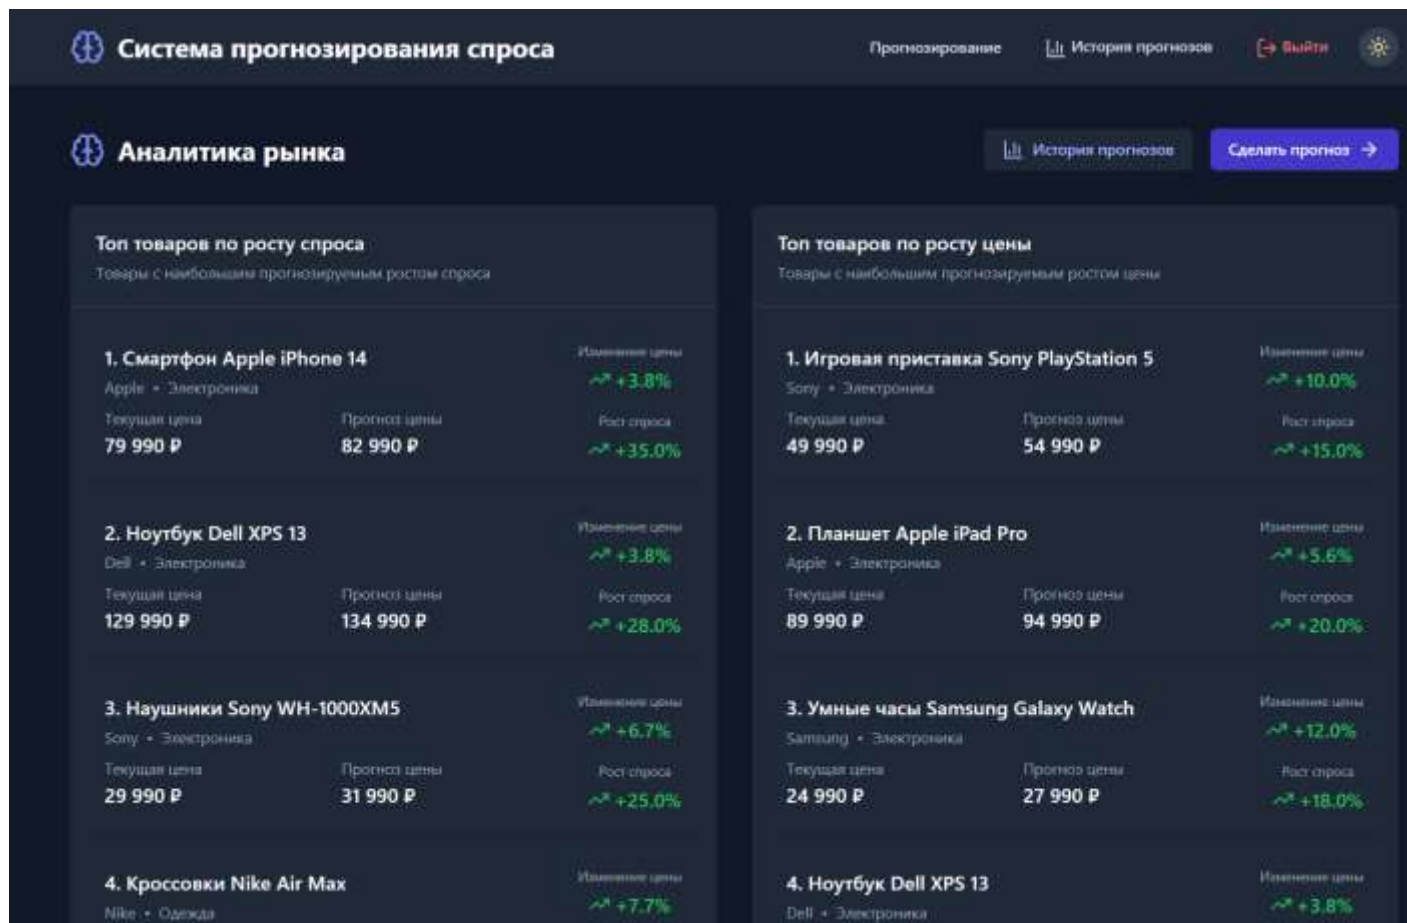 Система прогнозирования спроса
Прогнозирование
История прогнозов
Выйти
Аналитика рынка
История прогнозов
Сделать прогноз →
Топ товаров по росту спроса
Товары с наибольшим прогнозируемым ростом спроса
1. Смартфон Apple iPhone 14
Apple • Электроника
Изменение цены
+3.8%
Текущая цена
79 990 ₽
Прогноз цены
82 990 ₽
Рост спроса
+35.0%
2. Ноутбук Dell XPS 13
Dell • Электроника
Изменение цены
+3.8%
Текущая цена
129 990 ₽
Прогноз цены
134 990 ₽
Рост спроса
+28.0%
3. Наушники Sony WH-1000XM5
Sony • Электроника
Изменение цены
+6.7%
Текущая цена
29 990 ₽
Прогноз цены
31 990 ₽
Рост спроса
+25.0%
4. Кроссовки Nike Air Max
Nike • Одежда
Изменение цены
+7.7%
Топ товаров по росту цены
Товары с наибольшим прогнозируемым ростом цены
1. Игровая приставка Sony PlayStation 5
Sony • Электроника
Изменение цены
+10.0%
Текущая цена
49 990 ₽
Прогноз цены
54 990 ₽
Рост спроса
+15.0%
2. Планшет Apple iPad Pro
Apple • Электроника
Изменение цены
+5.6%
Текущая цена
89 990 ₽
Прогноз цены
94 990 ₽
Рост спроса
+20.0%
3. Умные часы Samsung Galaxy Watch
Samsung • Электроника
Изменение цены
+12.0%
Текущая цена
24 990 ₽
Прогноз цены
27 990 ₽
Рост спроса
+18.0%
4. Ноутбук Dell XPS 13
Dell • Электроника
Изменение цены
+3.8%